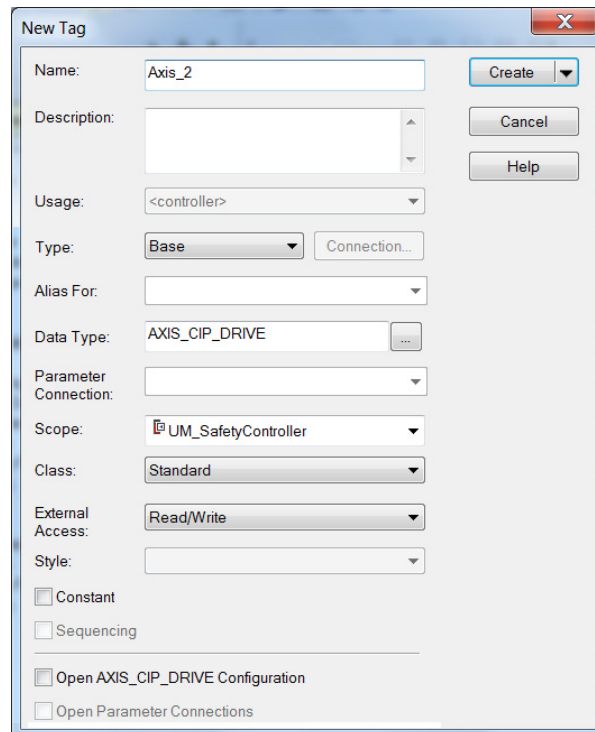 New Tag
Name: Axis_2 Create
Description: Cancel
Help
Usage: <controller>
Type: Base Connection...
Alias For:
Data Type: AXIS_CIP_DRIVE ...
Parameter
Connection:
Scope: UM_SafetyController
Class: Standard
External
Access: Read/Write
Style:
Constant
Sequencing
Open AXIS_CIP_DRIVE Configuration
Open Parameter Connections